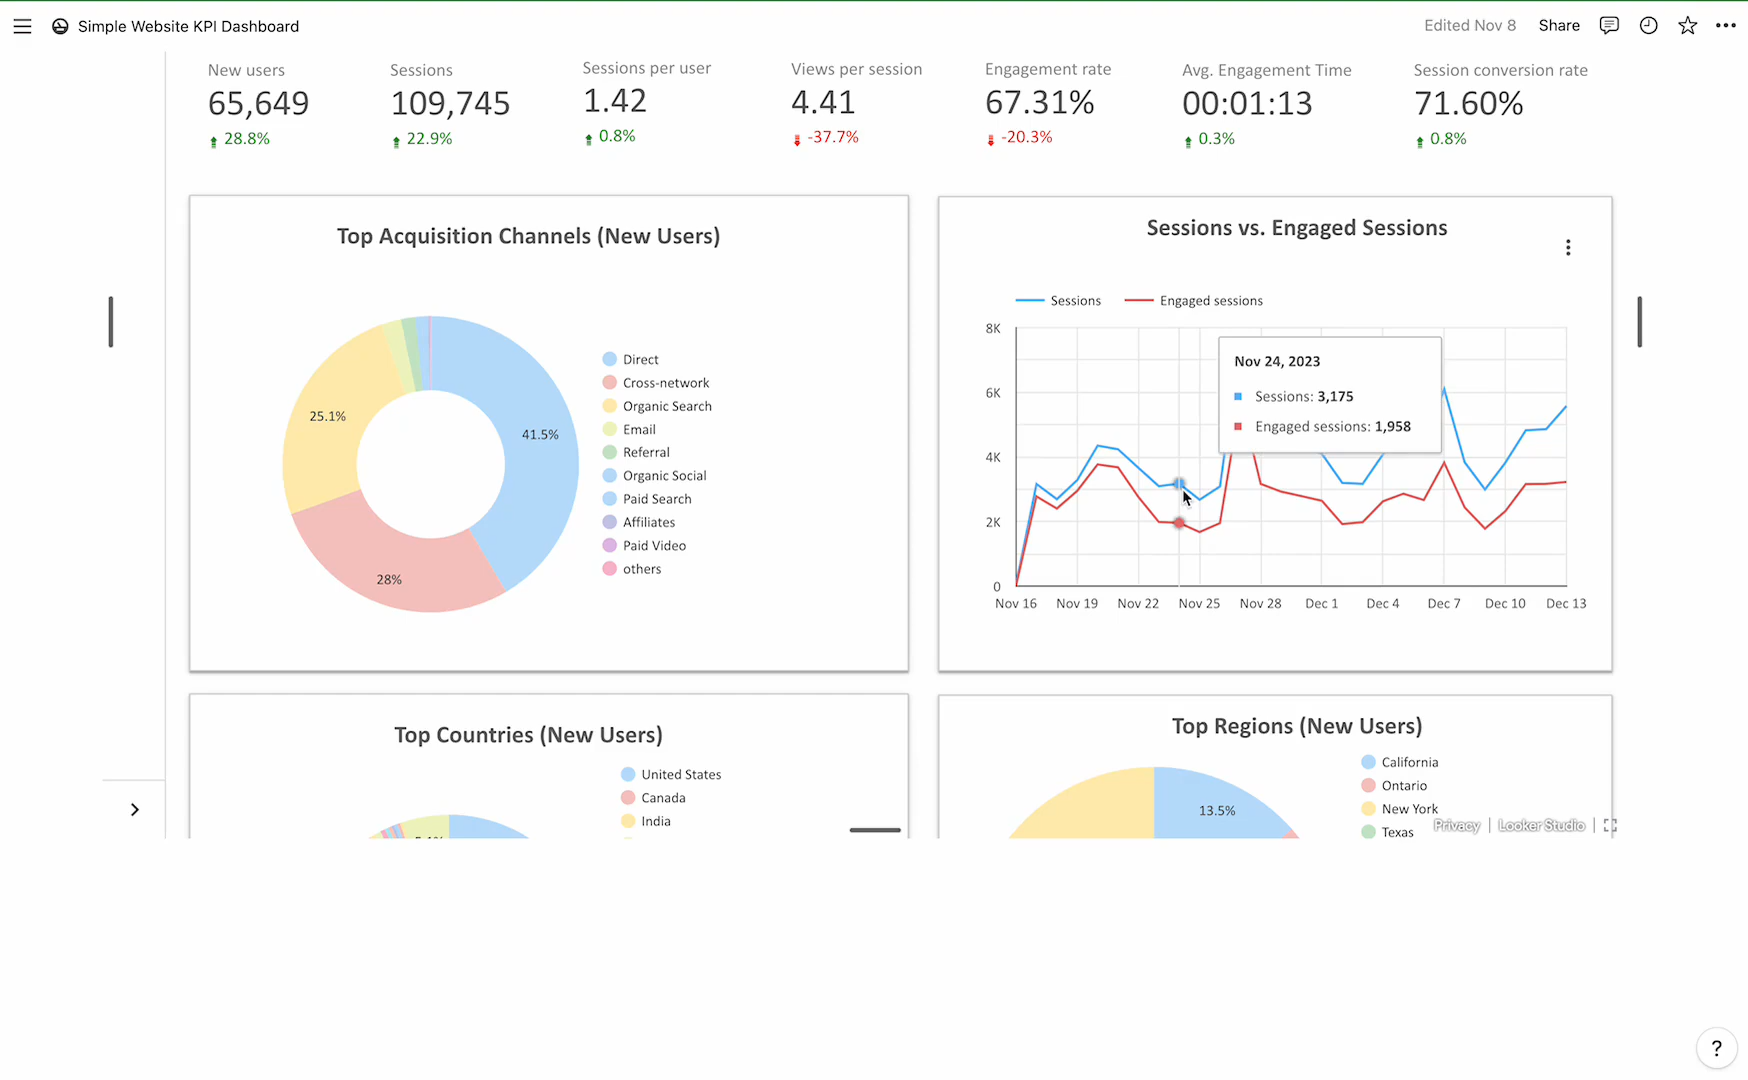 Simple Website KPI Dashboard
Edited Nov 8
Share
New users
65,649
28.8%
Sessions
109,745
22.9%
Sessions per user
1.42
0.8%
Views per session
4.41
-37.7%
Engagement rate
67.31%
-20.3%
Avg. Engagement Time
00:01:13
0.3%
Session conversion rate
71.60%
0.8%
Top Acquisition Channels (New Users)
25.1%
41.5%
28%
Direct
Cross-network
Organic Search
Email
Referral
Organic Social
Paid Search
Affiliates
Paid Video
others
Sessions vs. Engaged Sessions
Sessions
Engaged sessions
8K
6K
4K
2K
0
Nov 24, 2023
Sessions: 3,175
Engaged sessions: 1,958
Nov 16
Nov 19
Nov 22
Nov 25
Nov 28
Dec 1
Dec 4
Dec 7
Dec 10
Dec 13
Top Countries (New Users)
United States
Canada
India
Top Regions (New Users)
13.5%
California
Ontario
New York
Texas
Privacy
Looker Studio
?